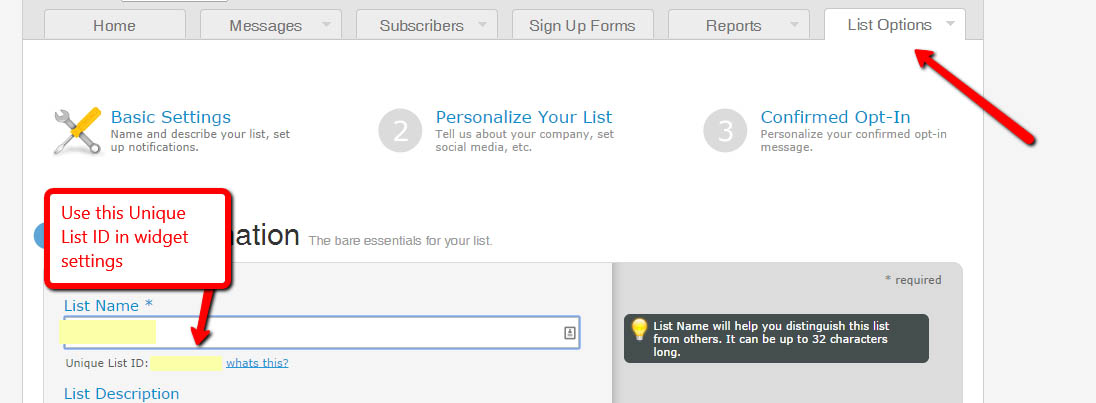 Home
Messages
Subscribers
Sign Up Forms
Reports
List Options
Basic Settings
Name and describe your list, set
up notifications.
2
Personalize Your List
Tell us about your company, set
social media, etc.
3
Confirmed Opt-In
Personalize your confirmed opt-in
message.
Use this Unique
List ID in widget
settings
The bare essentials for your list.
* required
List Name *
List Name will help you distinguish this list
from others. It can be up to 32 characters
long.
Unique List ID:
whats this?
List Description